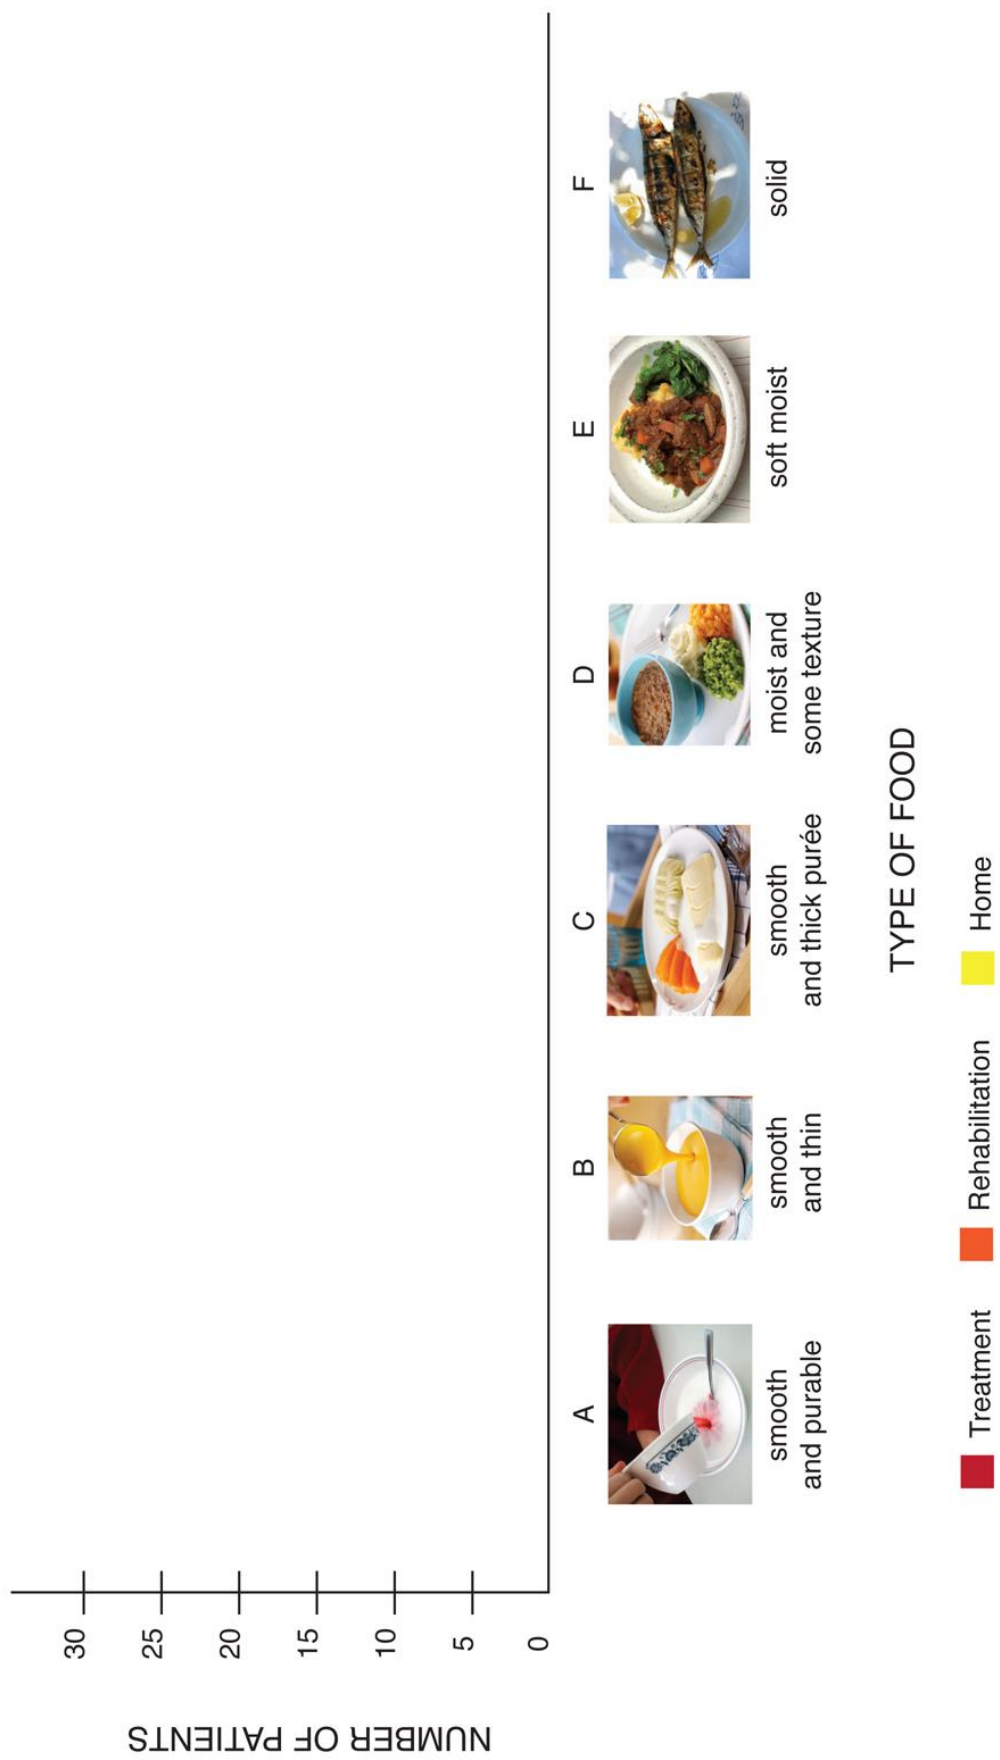 NUMBER OF PATIENTS
30
25
20
15
10
5
0
A
B
C
D
E
F
smooth
and purable
smooth
and thin
smooth
and thick purée
moist and
some texture
soft moist
solid
TYPE OF FOOD
Treatment
Rehabilitation
Home